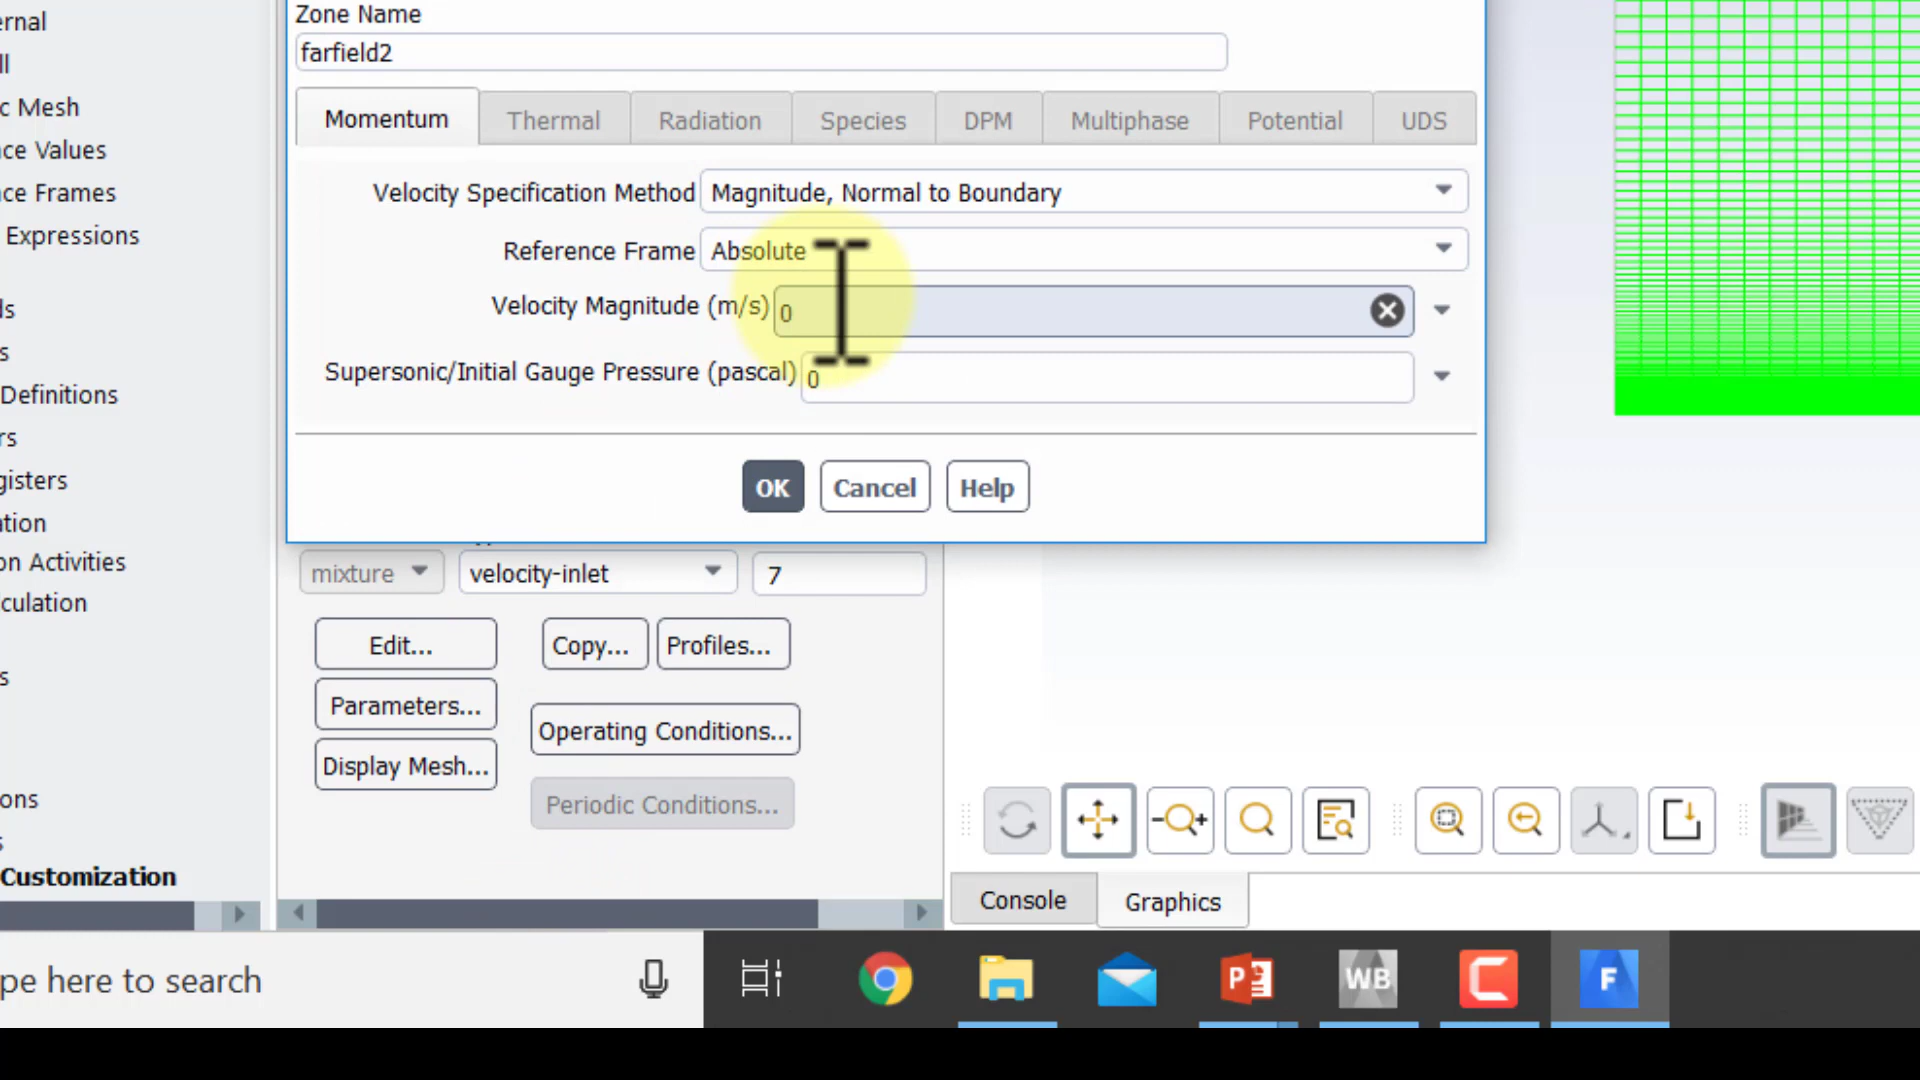 Zone Name
farfield2
Momentum Thermal Radiation Species DPM Multiphase Potential UDS
Velocity Specification Method Magnitude, Normal to Boundary
Reference Frame Absolute
Velocity Magnitude (m/s) 0
Supersonic/Initial Gauge Pressure (pascal) 0
OK Cancel Help
ernal
ll
c Mesh
ce Values
ce Frames
Expressions
ds
s
Definitions
rs
gisters
ation
on Activities
culation
s
ons
s
Customization
mixture velocity-inlet 7
Edit... Copy... Profiles...
Parameters...
Operating Conditions...
Display Mesh...
Periodic Conditions...
Console Graphics
pe here to search
P WB C F